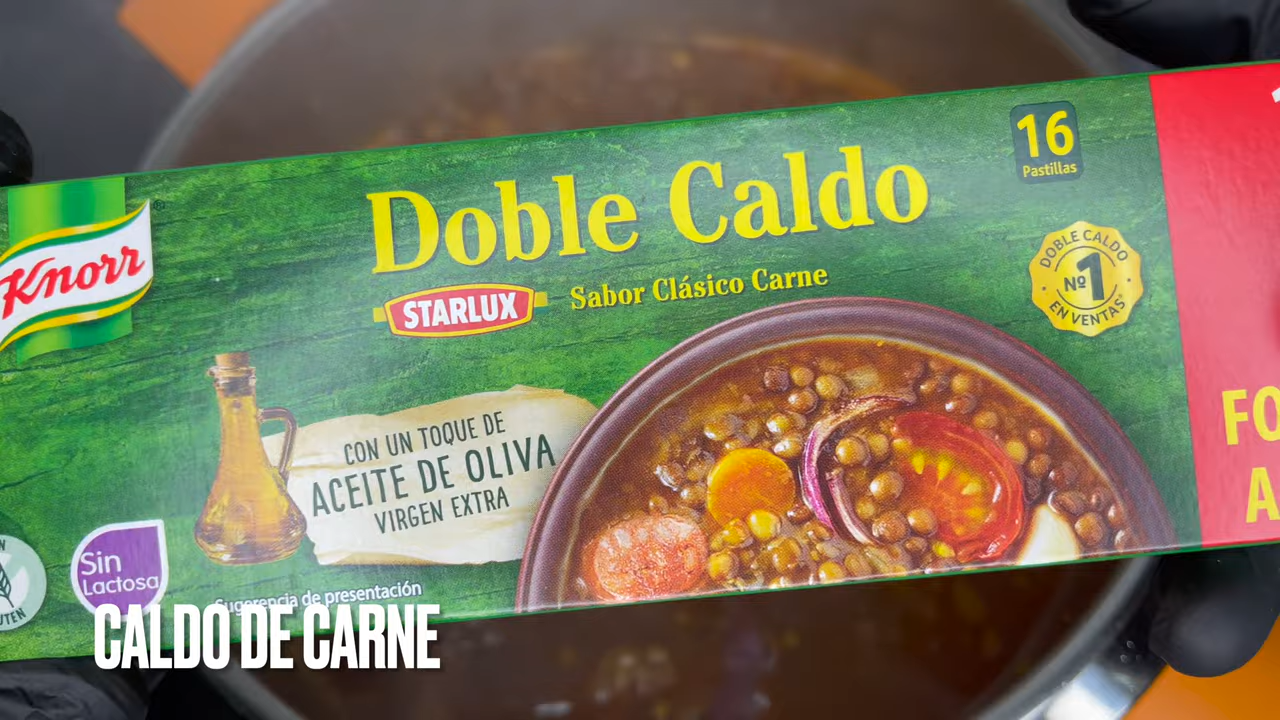 16
Pastillas
Doble Caldo
Knorr
STARLUX
Sabor Clásico Carne
DOBLE CALDO
Nº1
EN VENTAS
CON UN TOQUE DE
ACEITE DE OLIVA
VIRGEN EXTRA
FO
A
Sin
Lactosa
Sugerencia de presentación
CALDO DE CARNE